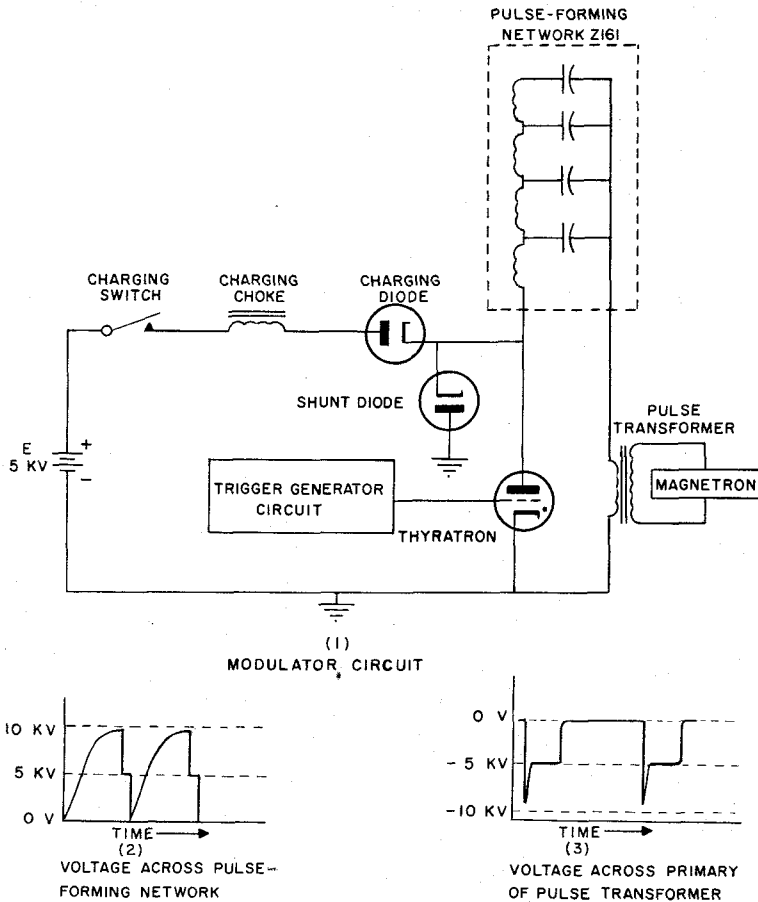 PULSE-FORMING
NETWORK Z161
CHARGING
SWITCH
CHARGING
CHOKE
CHARGING
DIODE
SHUNT DIODE
PULSE
TRANSFORMER
E
5 KV
+
-
TRIGGER GENERATOR
CIRCUIT
THYRATRON
MAGNETRON
(1)
MODULATOR CIRCUIT
10 KV
5 KV
0 V
TIME
(2)
VOLTAGE ACROSS PULSE-
FORMING NETWORK
0 V
- 5 KV
-10 KV
TIME
(3)
VOLTAGE ACROSS PRIMARY
OF PULSE TRANSFORMER